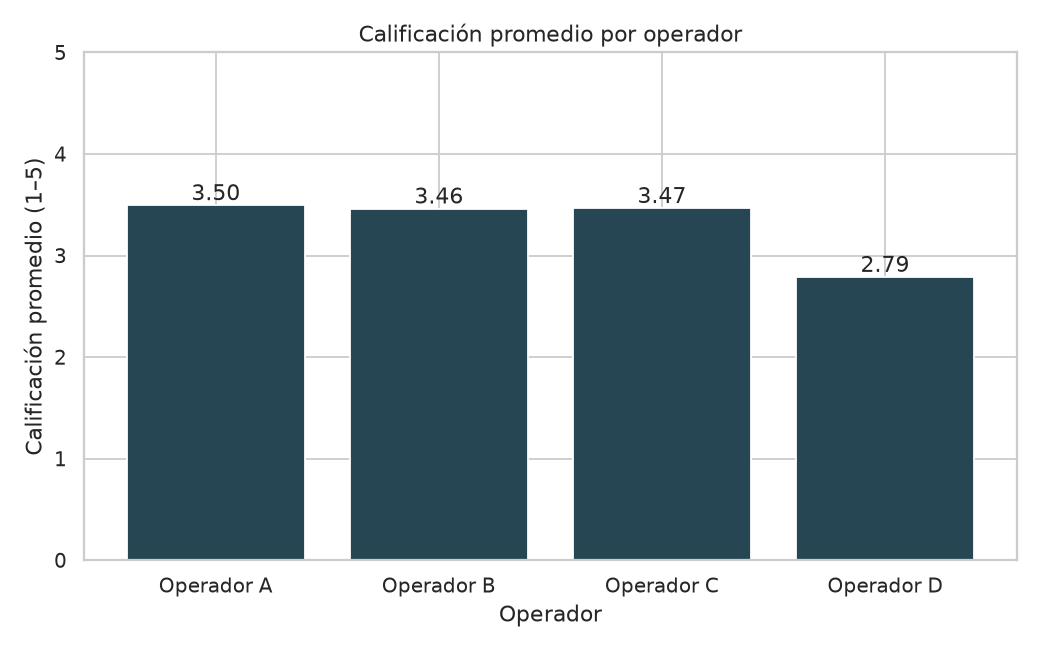 Calificación promedio por operador
Calificación promedio (1–5)
5
4
3
2
1
0
3.50
3.46
3.47
2.79
Operador A
Operador B
Operador C
Operador D
Operador